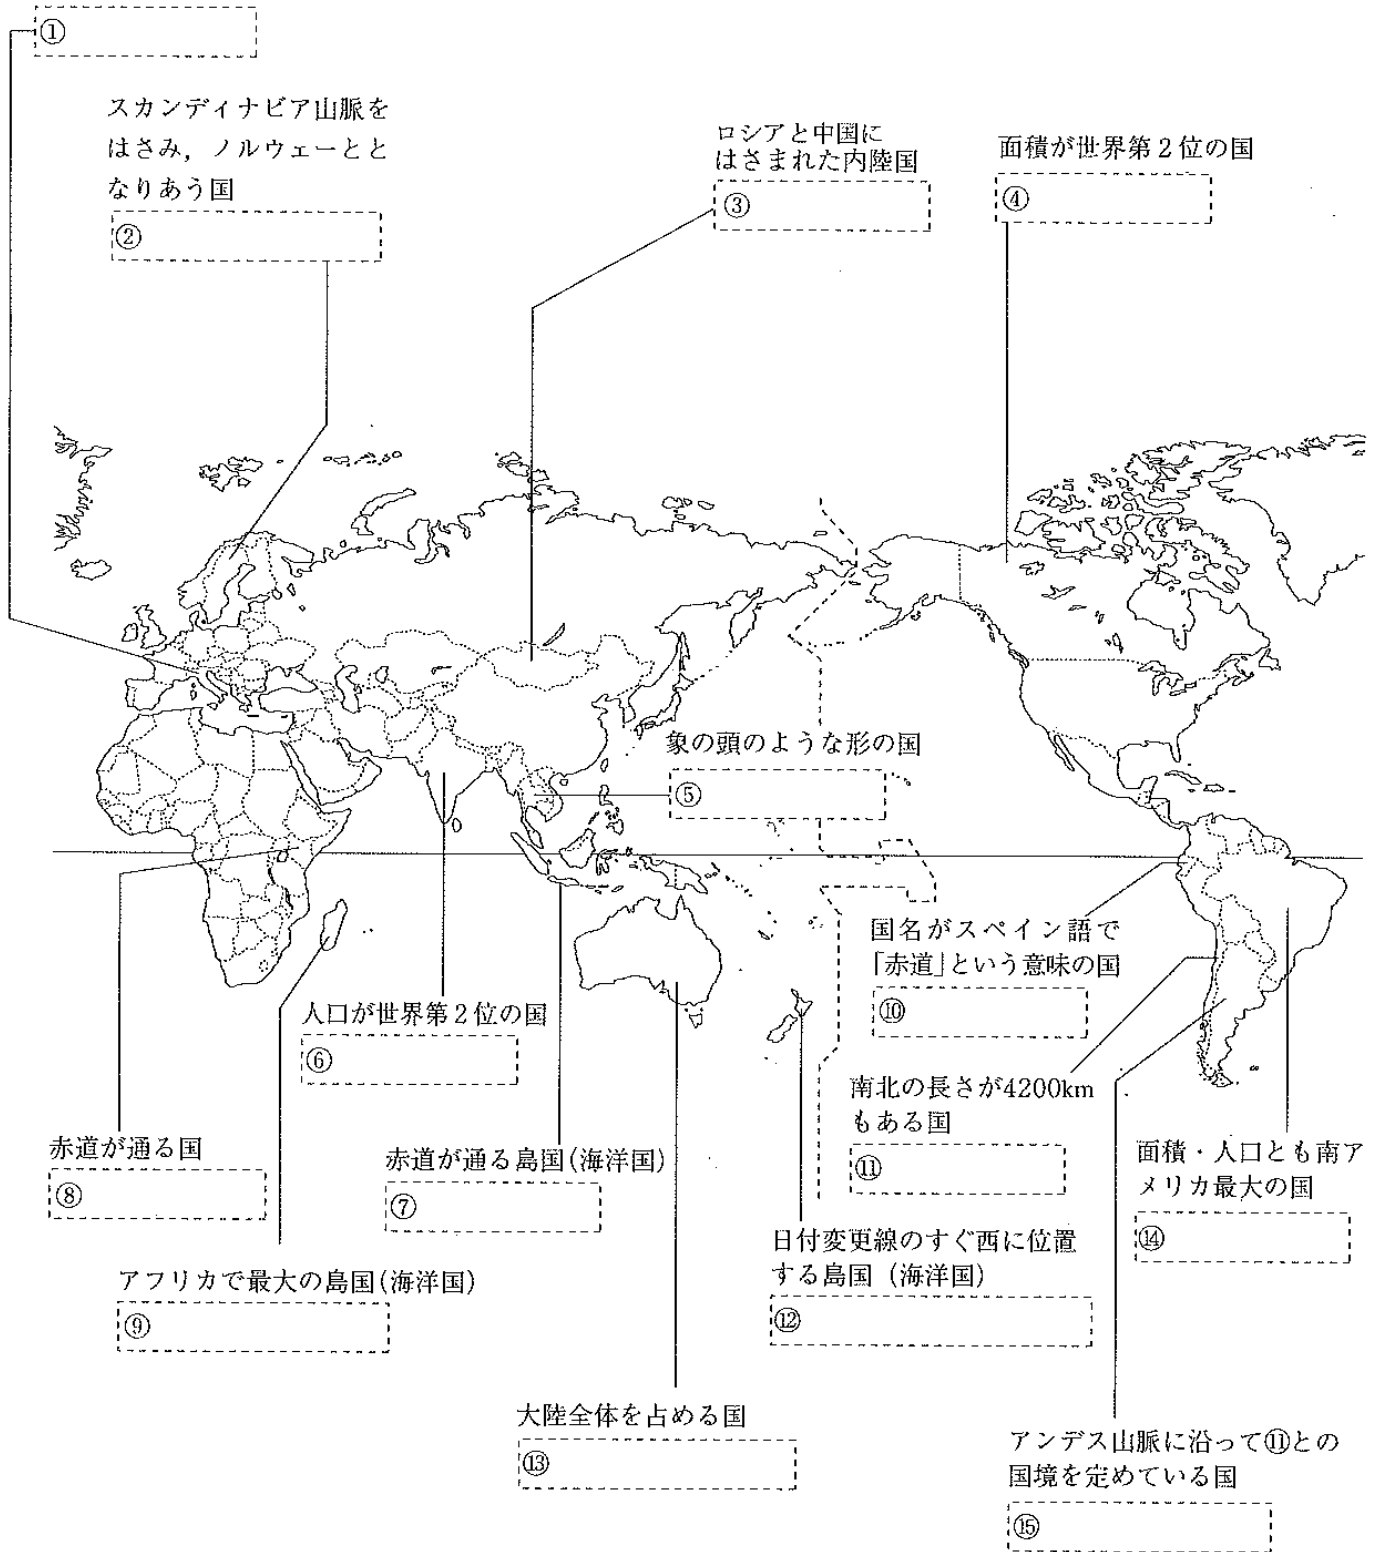 ①
スカンディナビア山脈を
はさみ，ノルウェーとと
なりあう国
②
ロシアと中国に
はさまれた内陸国
③
面積が世界第２位の国
④
象の頭のような形の国
⑤
人口が世界第２位の国
⑥
赤道が通る島国(海洋国)
⑦
赤道が通る国
⑧
アフリカで最大の島国(海洋国)
⑨
国名がスペイン語で
「赤道」という意味の国
⑩
南北の長さが4200km
もある国
⑪
日付変更線のすぐ西に位置
する島国（海洋国）
⑫
大陸全体を占める国
⑬
面積・人口とも南ア
メリカ最大の国
⑭
アンデス山脈に沿って⑪との
国境を定めている国
⑮